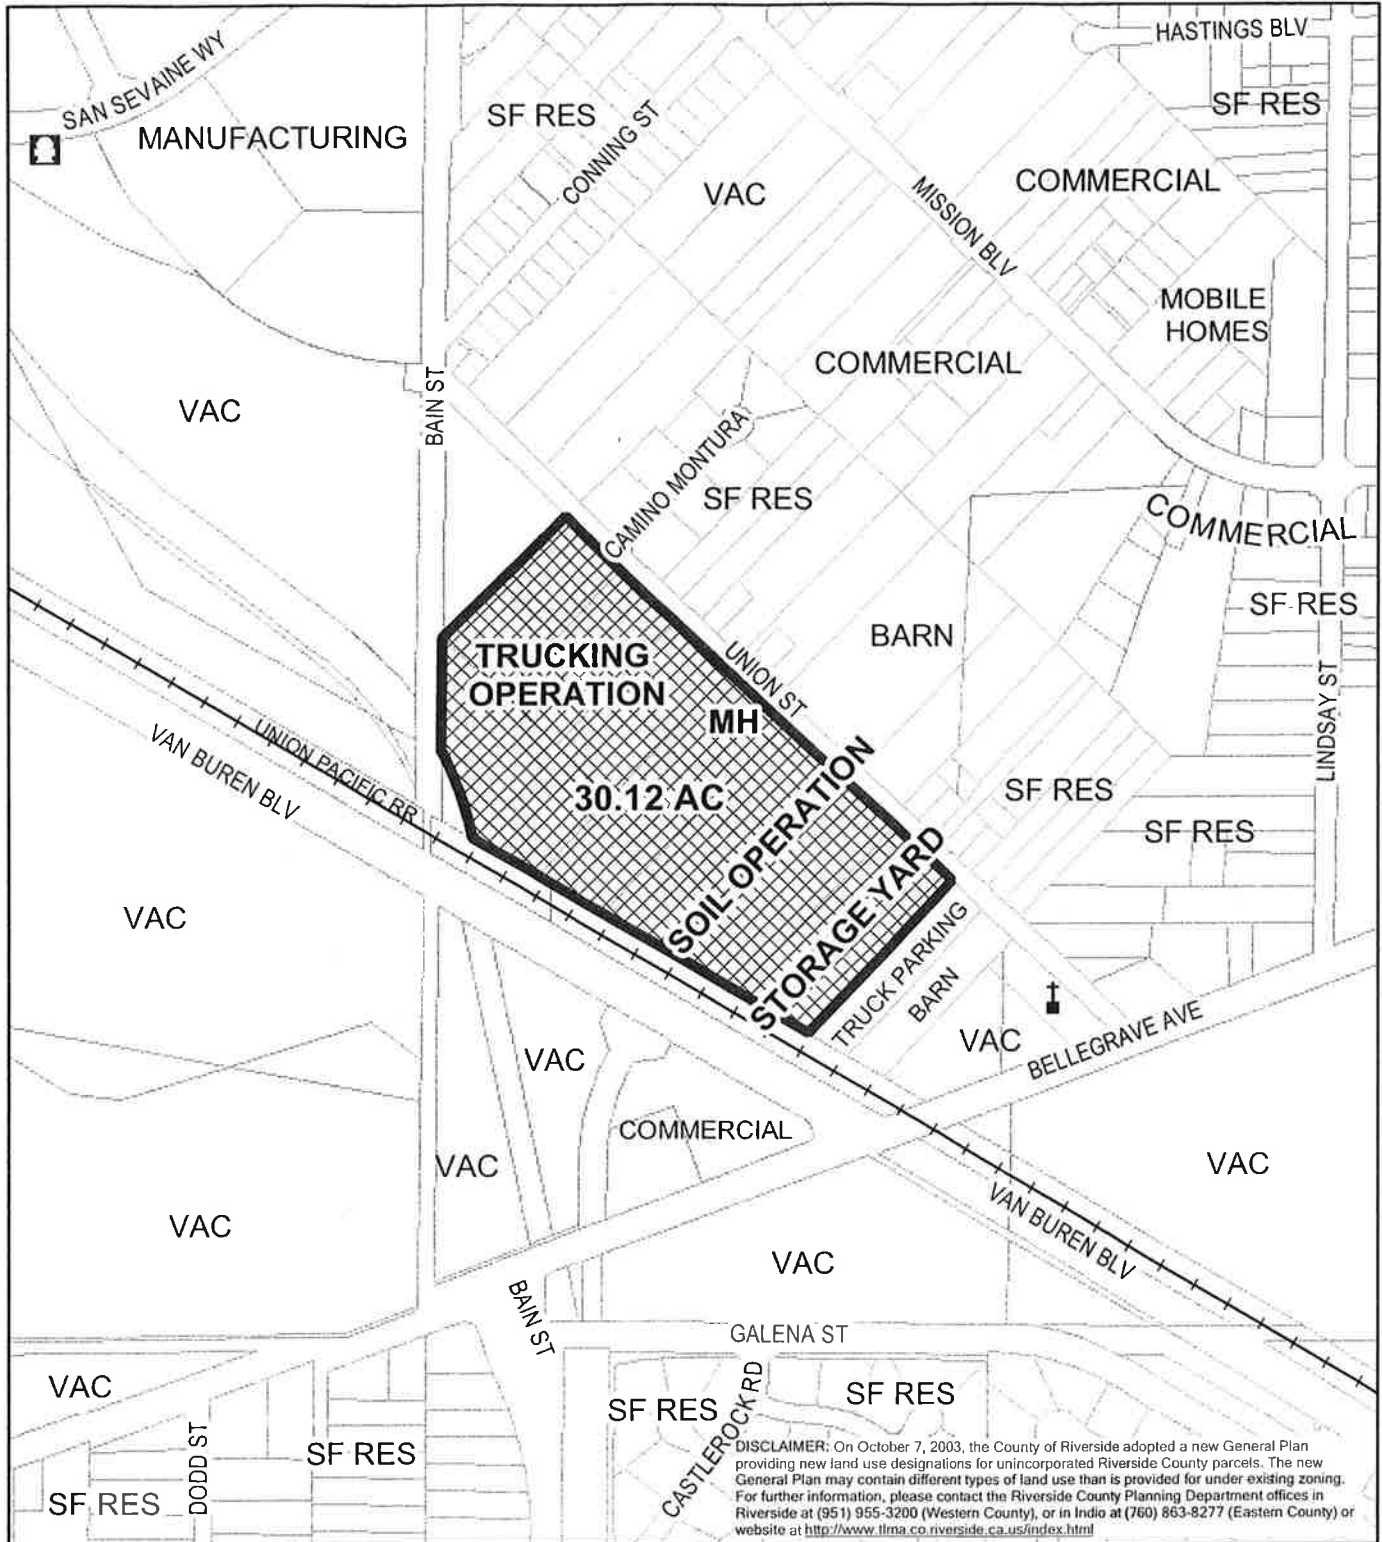 HASTINGS BLV
SAN SEVAINE WY
SF RES
SF RES
MANUFACTURING
CONNING ST
VAC
COMMERCIAL
MISSION BLV
MOBILE
HOMES
COMMERCIAL
BAIN ST
VAC
CAMINO MONTURA
SF RES
COMMERCIAL
SF RES
BARN
TRUCKING
OPERATION
UNION ST
MH
LINDSAY ST
UNION PACIFIC RR
VAN BUREN BLV
30.12 AC
SOIL OPERATION
SF RES
SF RES
STORAGE YARD
TRUCK PARKING
BARN
VAC
VAC
BELLEGRAVE AVE
VAC
COMMERCIAL
VAC
VAC
VAC
VAN BUREN BLV
VAC
BAIN ST
GALENA ST
VAC
SF RES
CASTLEROCK RD
SF RES
SF RES
DODD ST
SF RES
DISCLAIMER: On October 7, 2003, the County of Riverside adopted a new General Plan
providing new land use designations for unincorporated Riverside County parcels. The new
General Plan may contain different types of land use than is provided for under existing zoning.
For further information, please contact the Riverside County Planning Department offices in
Riverside at (951) 955-3200 (Western County), or in Indio at (760) 863-8277 (Eastern County) or
website at http://www.tlma.co.riverside.ca.us/index.html